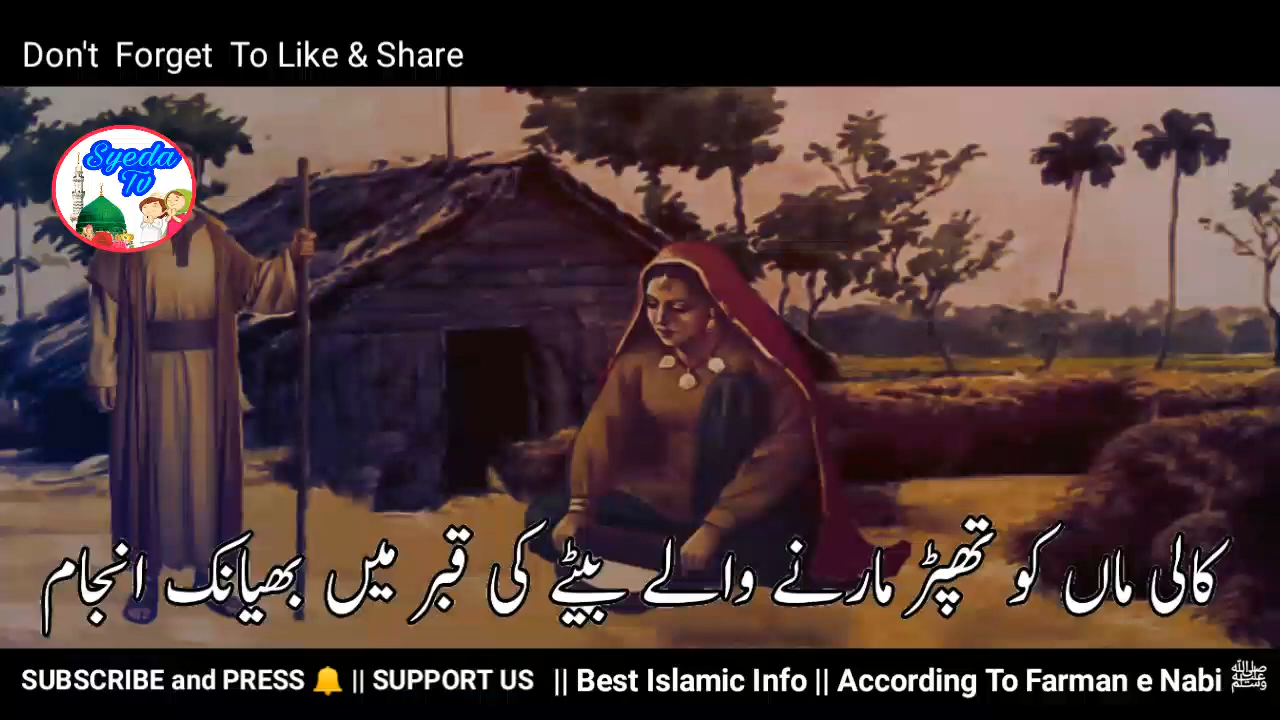 Don't Forget To Like & Share
Syeda
Tv
کالی ماں کو تھپڑ مارنے والے بیٹے کی قبر میں بھیانک انجام
SUBSCRIBE and PRESS 🔔 || SUPPORT US || Best Islamic Info || According To Farman e Nabi ﷺ